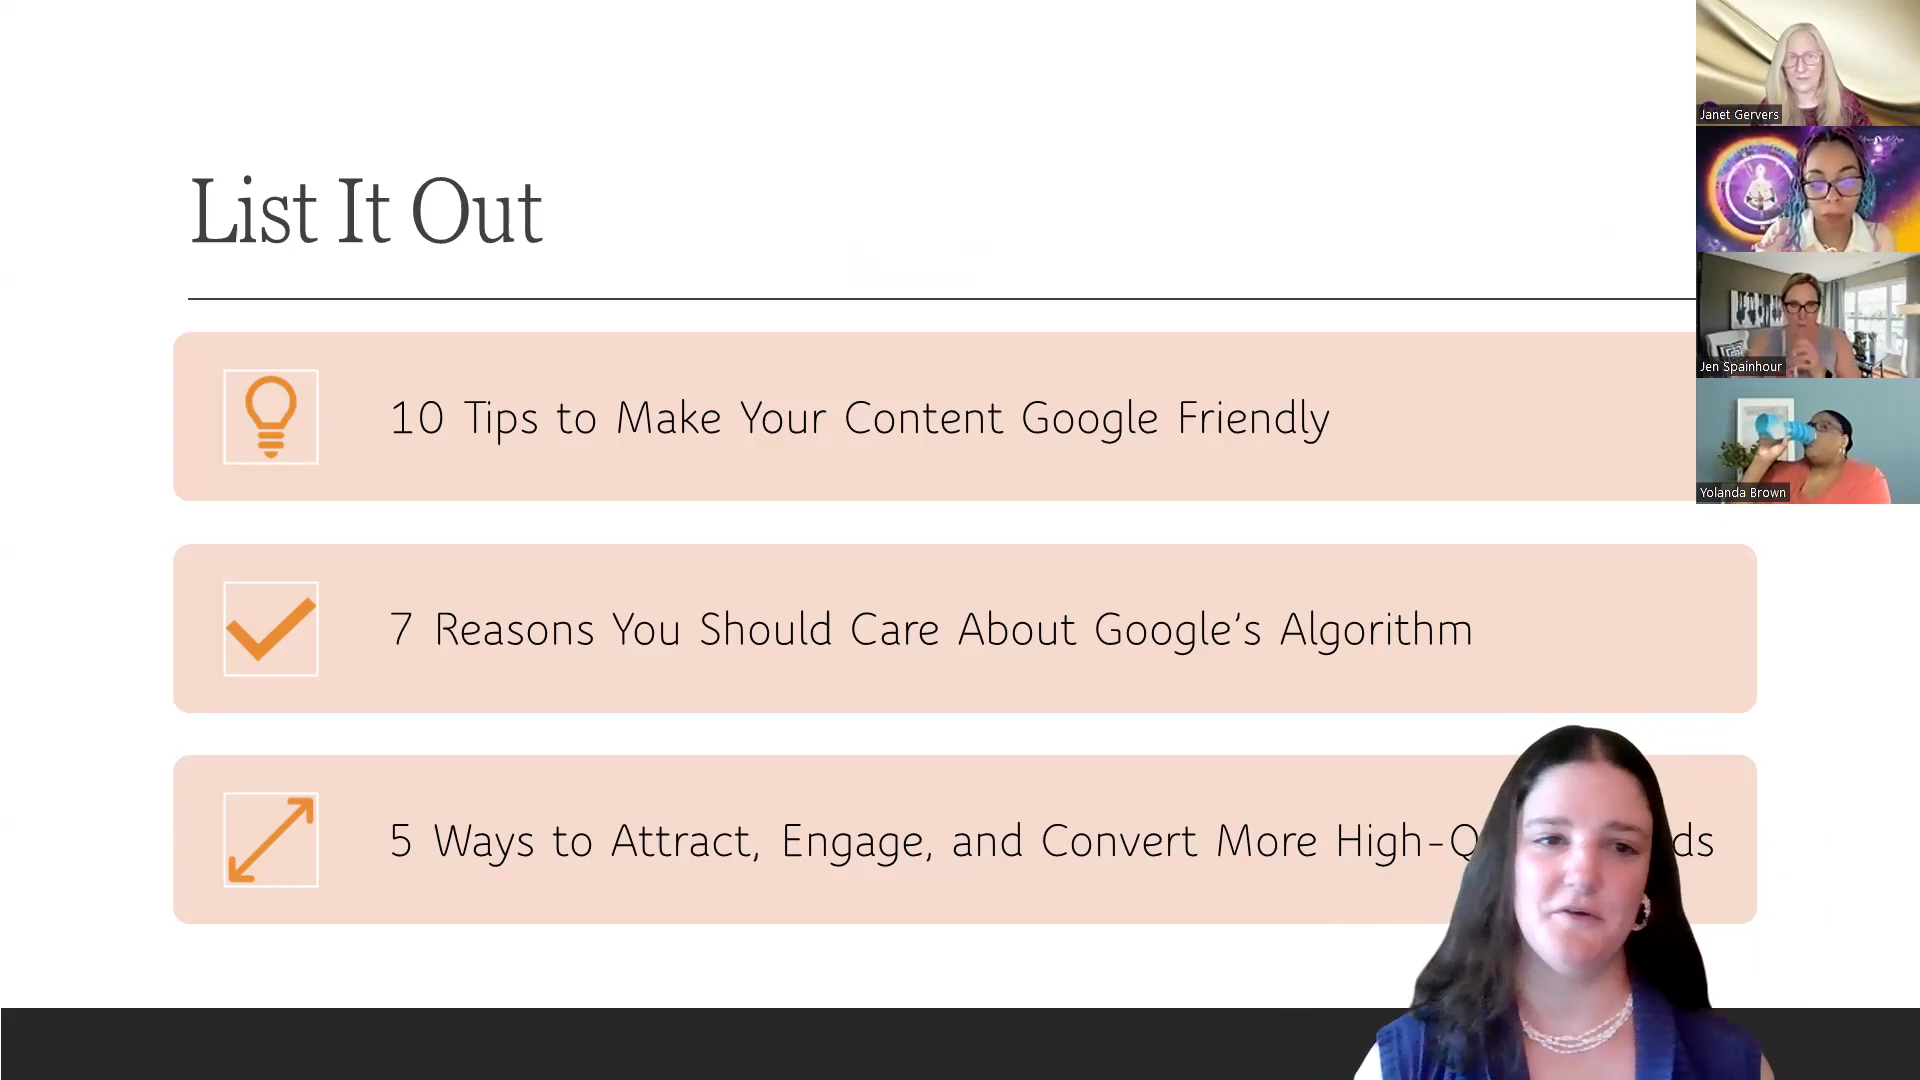 List It Out
10 Tips to Make Your Content Google Friendly
7 Reasons You Should Care About Google’s Algorithm
5 Ways to Attract, Engage, and Convert More High-Q ds
Janet Gervers
Jen Spainhour
Yolanda Brown